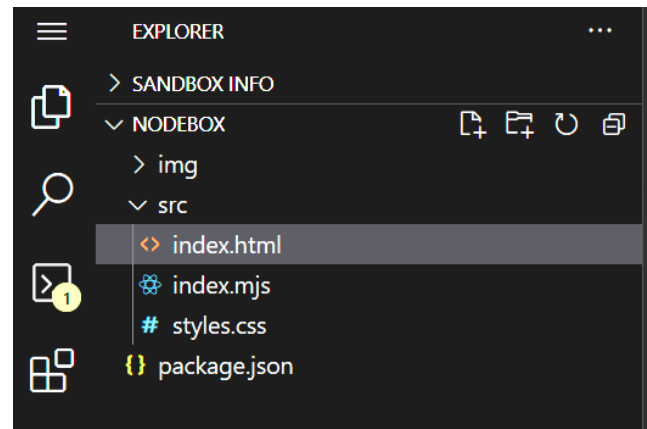 EXPLORER
SANDBOX INFO
NODEBOX
img
src
index.html
index.mjs
1
# styles.css
{} package.json